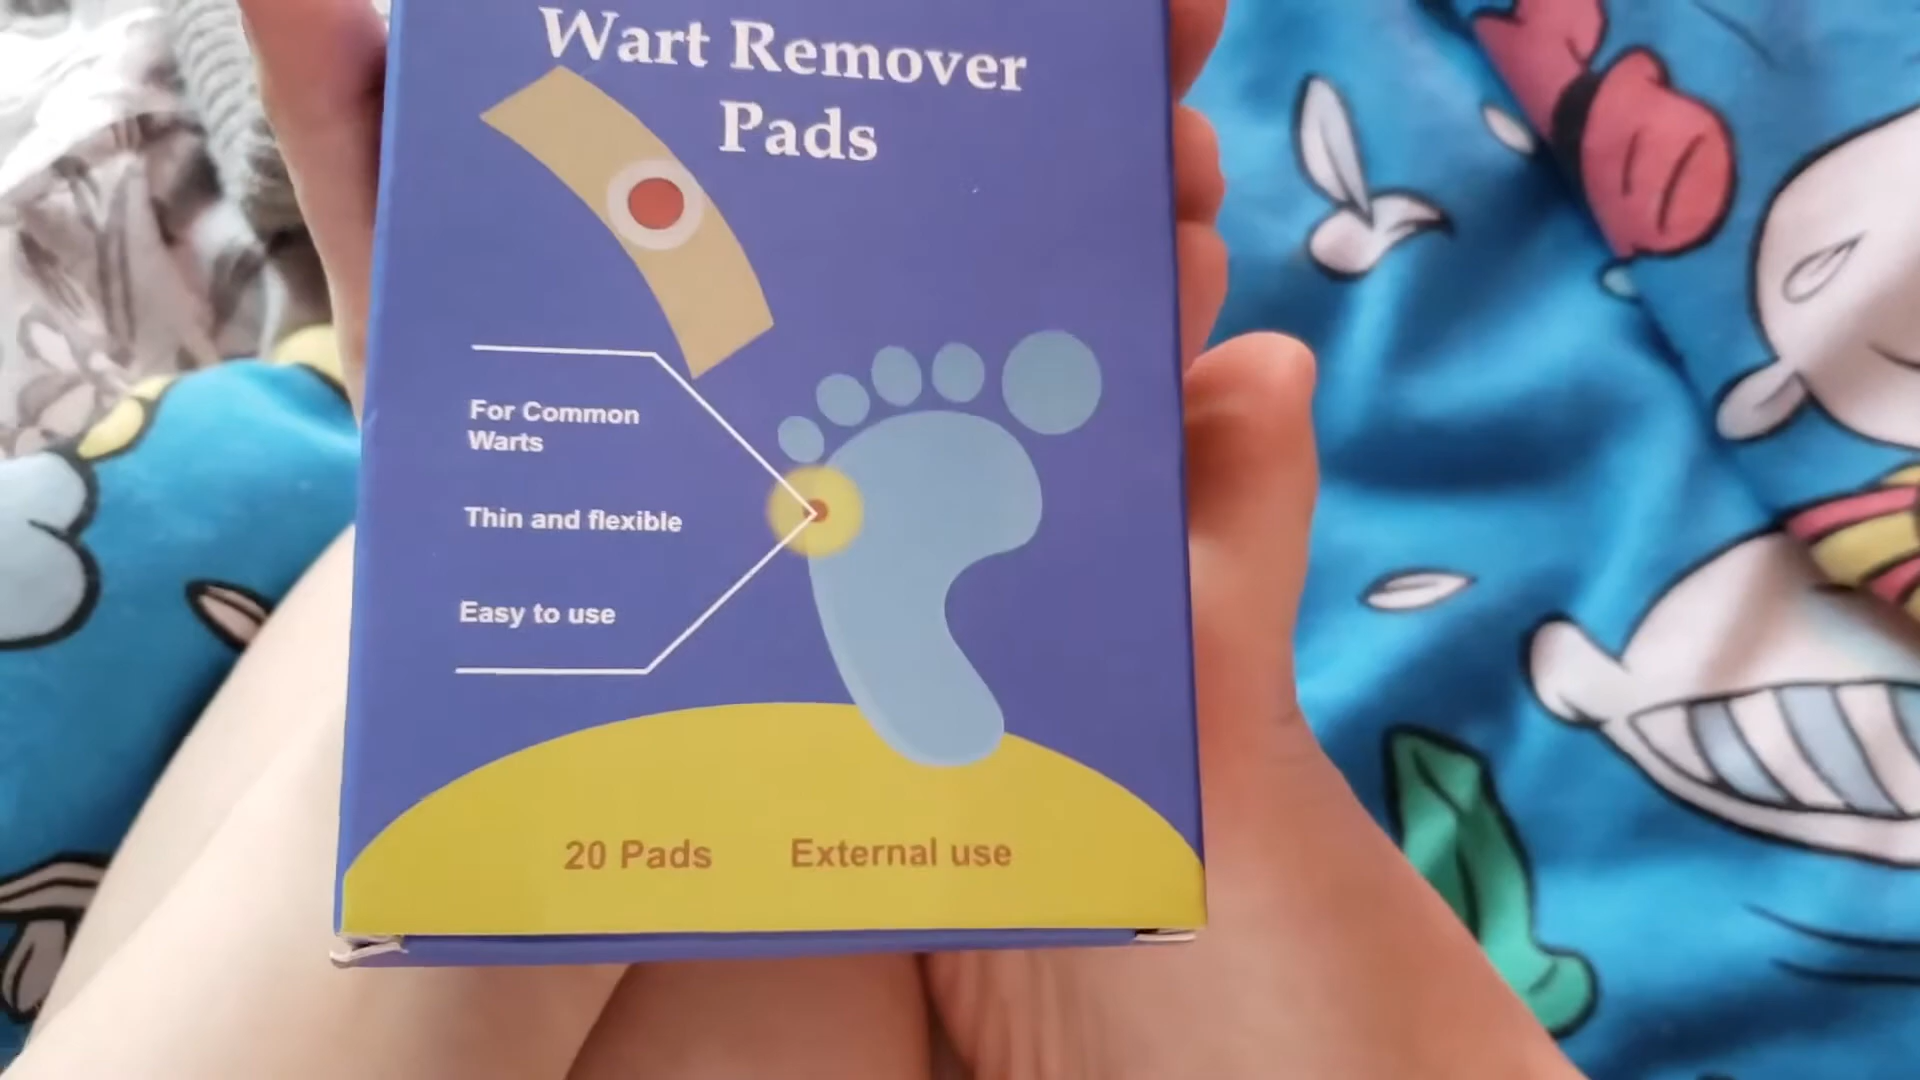 Wart Remover
Pads
For Common
Warts
Thin and flexible
Easy to use
20 Pads External use